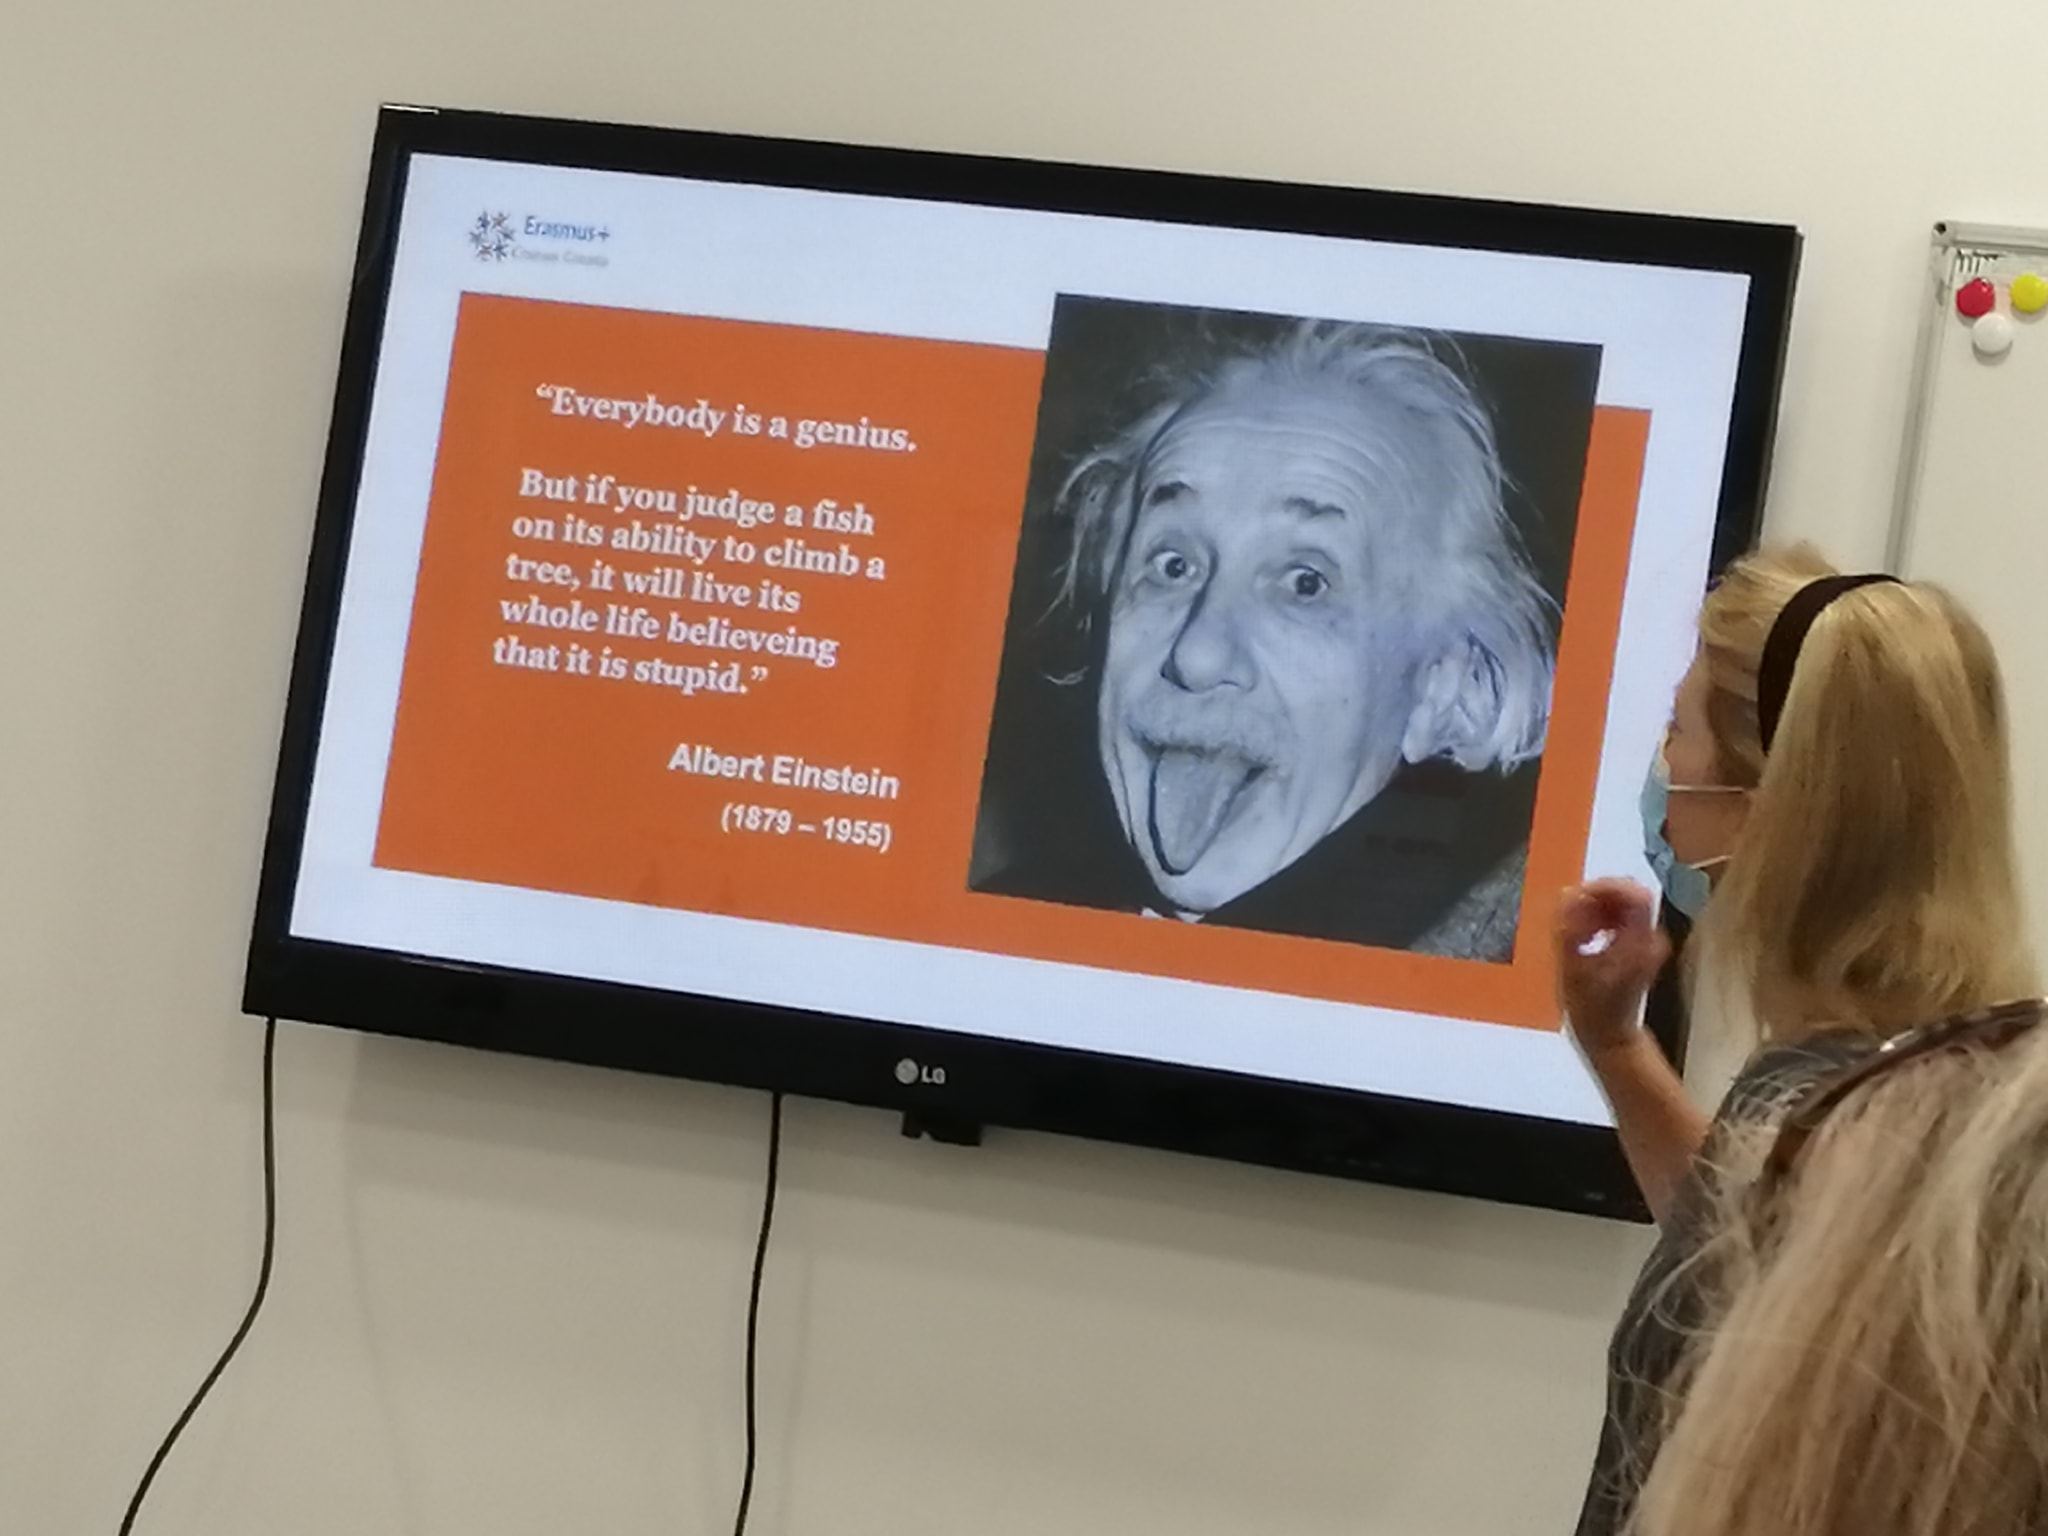 Erasmus+
“Everybody is a genius.
But if you judge a fish
on its ability to climb a
tree, it will live its
whole life believeing
that it is stupid.”
Albert Einstein
(1879 – 1955)
LG